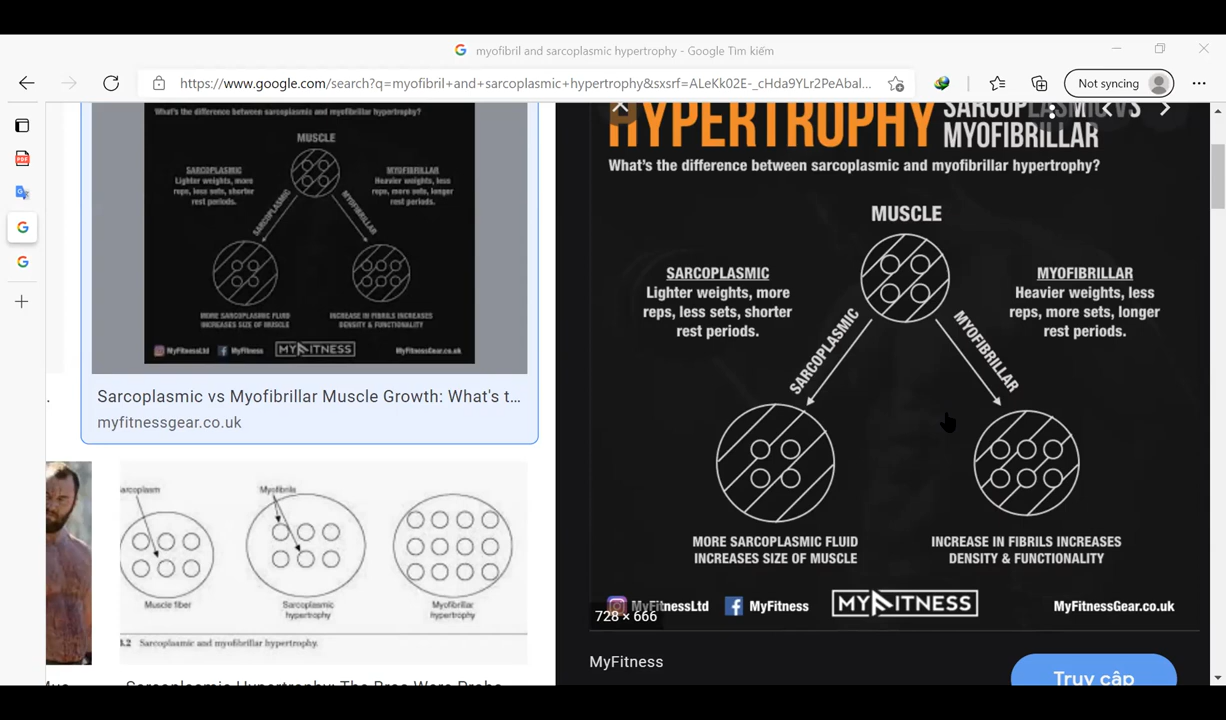 myofibril and sarcoplasmic hypertrophy - Google Tim kiếm
https://www.google.com/search?q=myofibril+and+sarcoplasmic+hypertrophy&sxsrf=ALeKk02E-_cHda9YLr2PeAbal...
Not syncing
What's the difference between sarcoplasmic and myofibrillar hypertrophy?
MUSCLE
SARCOPLASMIC
Lighter weights, more
reps, less sets, shorter
rest periods.
MYOFIBRILLAR
Heavier weights, less
reps, more sets, longer
rest periods.
SARCOPLASMIC
MYOFIBRILLAR
MORE SARCOPLASMIC FLUID
INCREASES SIZE OF MUSCLE
INCREASE IN FIBRILS INCREASES
DENSITY & FUNCTIONALITY
MyFitnessLtd
MyFitness
MYFITNESS
MyFitnessGear.co.uk
Sarcoplasmic vs Myofibrillar Muscle Growth: What's t...
myfitnessgear.co.uk
arcoplasm
Myofibrils
Muscle fiber
Sarcoplasmic
hypertrophy
Myofibrillar
hypertrophy
.2 Sarcoplasmic and myofibrillar hypertrophy.
HYPERTROPHY
SARCOPLASMIC VS
MYOFIBRILLAR
What's the difference between sarcoplasmic and myofibrillar hypertrophy?
MUSCLE
SARCOPLASMIC
Lighter weights, more
reps, less sets, shorter
rest periods.
MYOFIBRILLAR
Heavier weights, less
reps, more sets, longer
rest periods.
SARCOPLASMIC
MYOFIBRILLAR
MORE SARCOPLASMIC FLUID
INCREASES SIZE OF MUSCLE
INCREASE IN FIBRILS INCREASES
DENSITY & FUNCTIONALITY
MyFitnessLtd
MyFitness
MYFITNESS
MyFitnessGear.co.uk
728 × 666
MyFitness
Truy cập